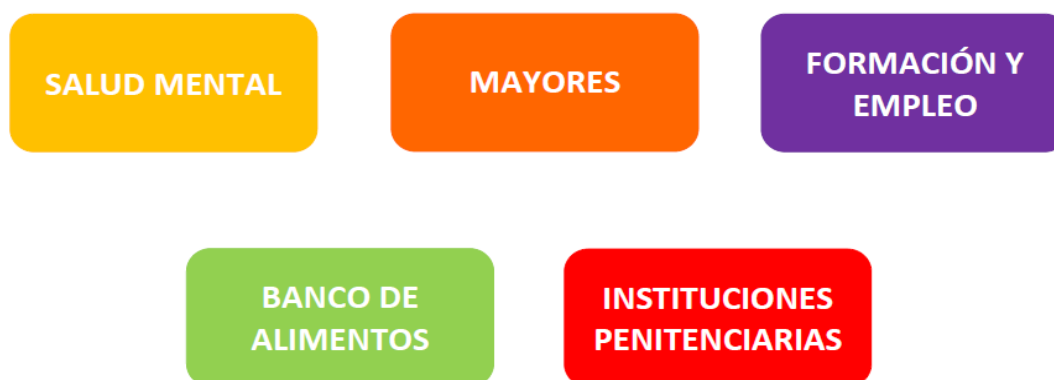 SALUD MENTAL
MAYORES
FORMACIÓN Y
EMPLEO
BANCO DE
ALIMENTOS
INSTITUCIONES
PENITENCIARIAS